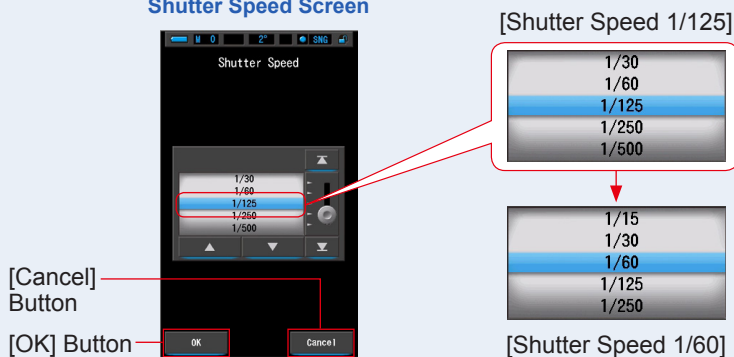 Shutter Speed Screen
M 0 2° SNG
Shutter Speed
1/30
1/60
1/125
1/250
1/500
OK
Cancel
[Cancel]
Button
[OK] Button
[Shutter Speed 1/125]
1/30
1/60
1/125
1/250
1/500
1/15
1/30
1/60
1/125
1/250
[Shutter Speed 1/60]